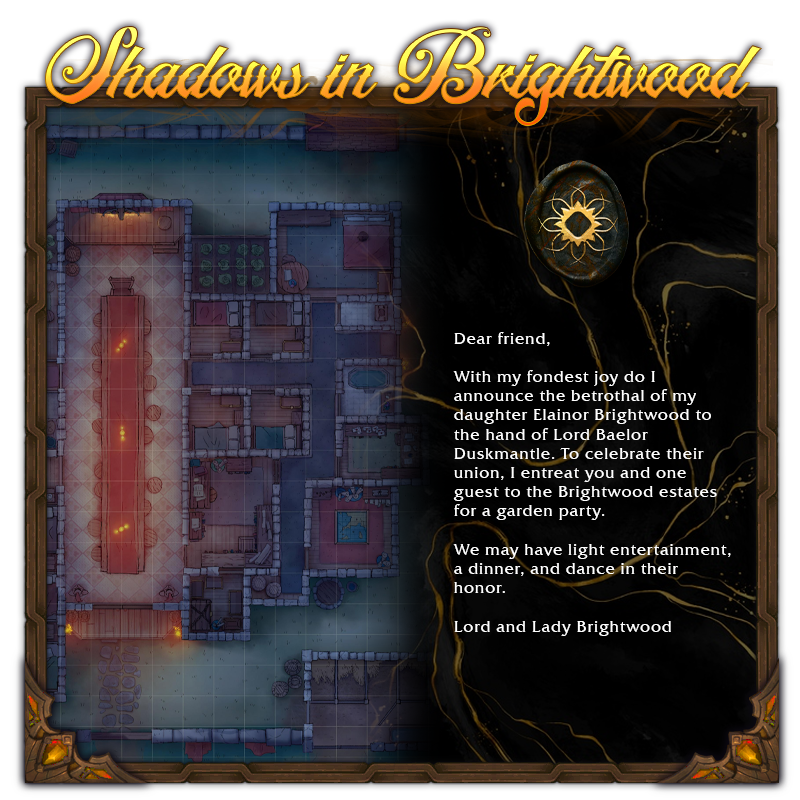 Shadows in Brightwood
Dear friend,
With my fondest joy do I
announce the betrothal of my
daughter Elainor Brightwood to
the hand of Lord Baelor
Duskmantle. To celebrate their
union, I entreat you and one
guest to the Brightwood estates
for a garden party.
We may have light entertainment,
a dinner, and dance in their
honor.
Lord and Lady Brightwood